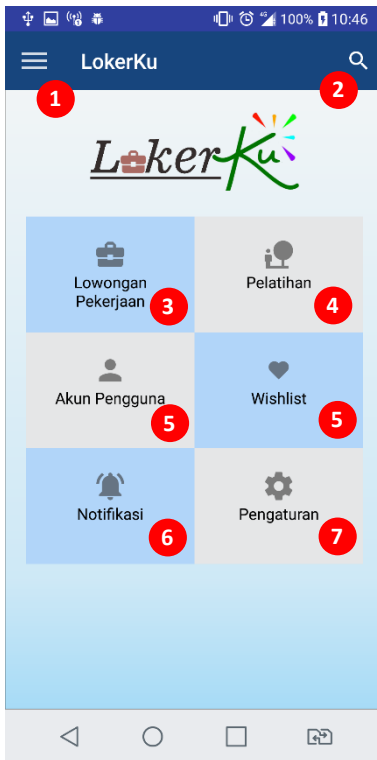 4G 100% 10:46
LokerKu
1
2
LokerKu
Lowongan
Pekerjaan
3
Pelatihan
4
Akun Pengguna
5
Wishlist
5
Notifikasi
6
Pengaturan
7